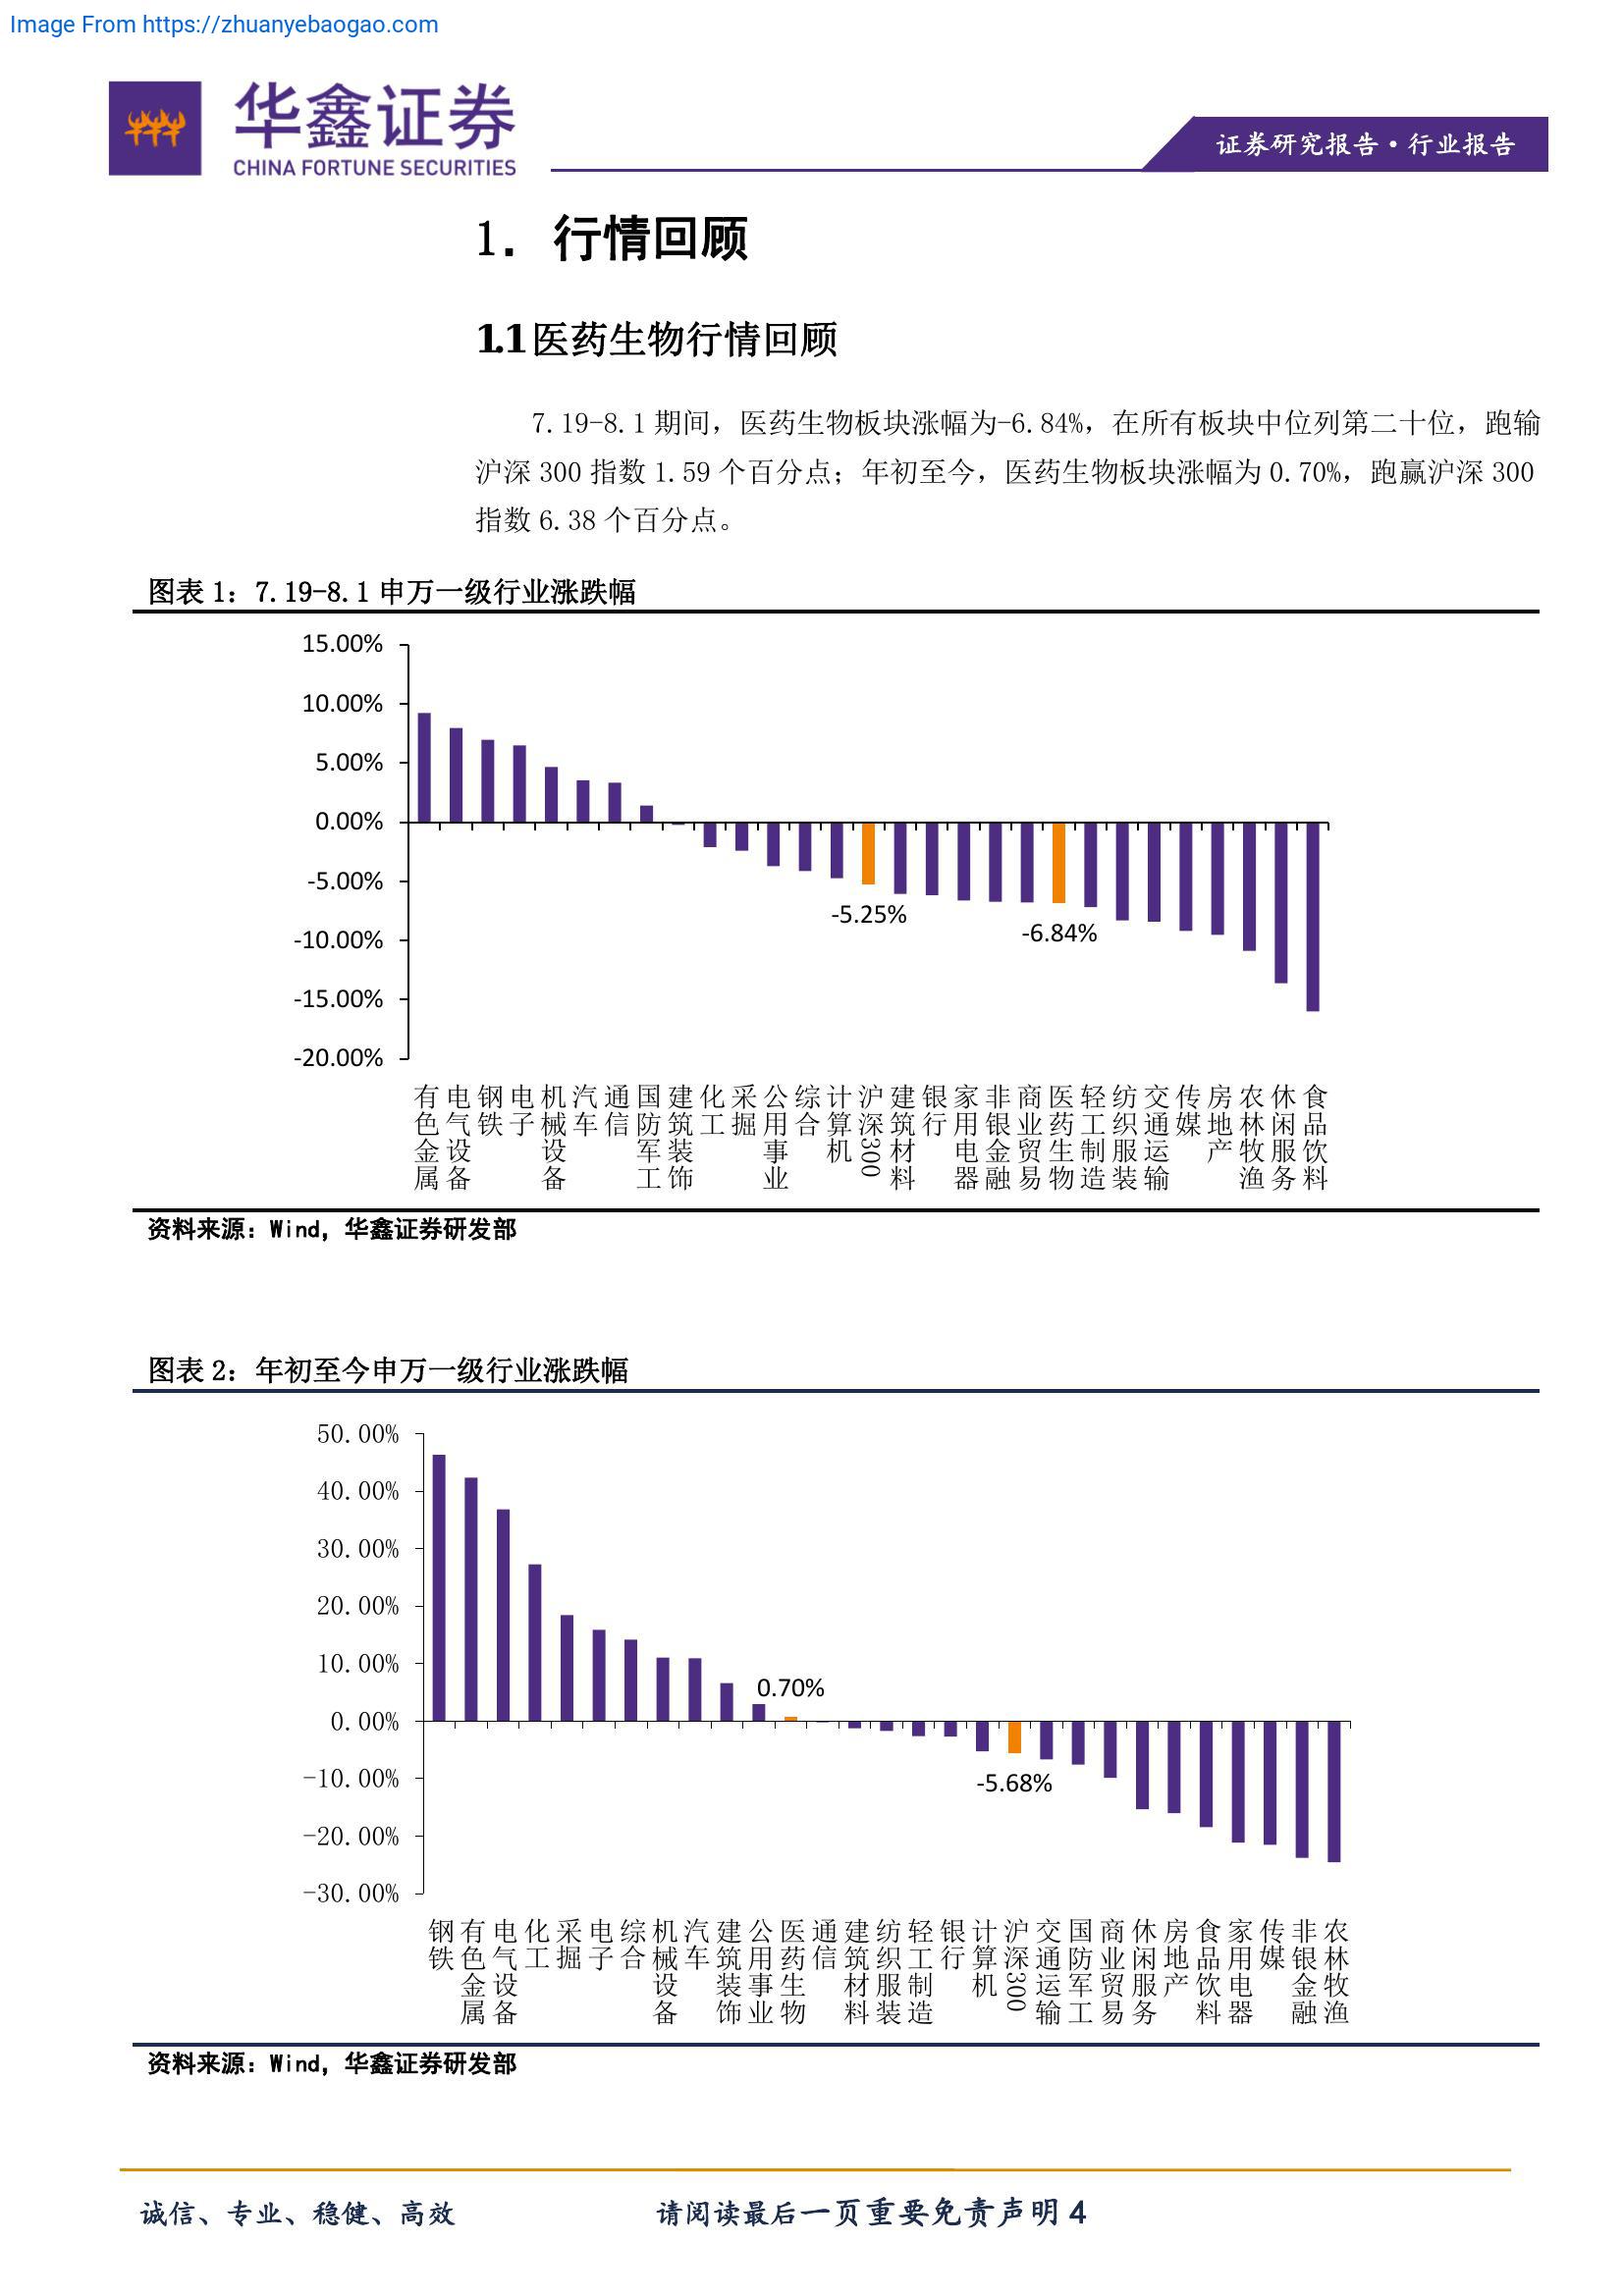 Image From https://zhuanyebaogao.com
华鑫证券
CHINA FORTUNE SECURITIES
证券研究报告·行业报告
1. 行情回顾
1.1医药生物行情回顾
7.19-8.1 期间，医药生物板块涨幅为-6.84%，在所有板块中位列第二十位，跑输
沪深 300 指数 1.59 个百分点；年初至今，医药生物板块涨幅为 0.70%，跑赢沪深 300
指数 6.38 个百分点。
图表 1：7.19-8.1 申万一级行业涨跌幅
15.00%
10.00%
5.00%
0.00%
-5.00%
-10.00%
-15.00%
-20.00%
-5.25%
-6.84%
有色金属
电气设备
钢铁
电子
机械设备
汽车
通信
国防军工
建筑装饰
化工
采掘
公用事业
综合
计算机
沪深300
建筑材料
银行
家用电器
非银金融
商业贸易
医药生物
轻工制造
纺织服装
交通运输
传媒
房地产
农林牧渔
休闲服务
食品饮料
资料来源：Wind，华鑫证券研发部
图表 2：年初至今申万一级行业涨跌幅
50.00%
40.00%
30.00%
20.00%
10.00%
0.00%
-10.00%
-20.00%
-30.00%
0.70%
-5.68%
钢铁
有色金属
电气设备
化工
采掘
电子
综合
机械设备
汽车
建筑装饰
公用事业
医药生物
通信
建筑材料
纺织服装
轻工制造
银行
计算机
沪深300
交通运输
国防军工
商业贸易
休闲服务
房地产
食品饮料
家用电器
传媒
非银金融
农林牧渔
资料来源：Wind，华鑫证券研发部
诚信、专业、稳健、高效
请阅读最后一页重要免责声明 4